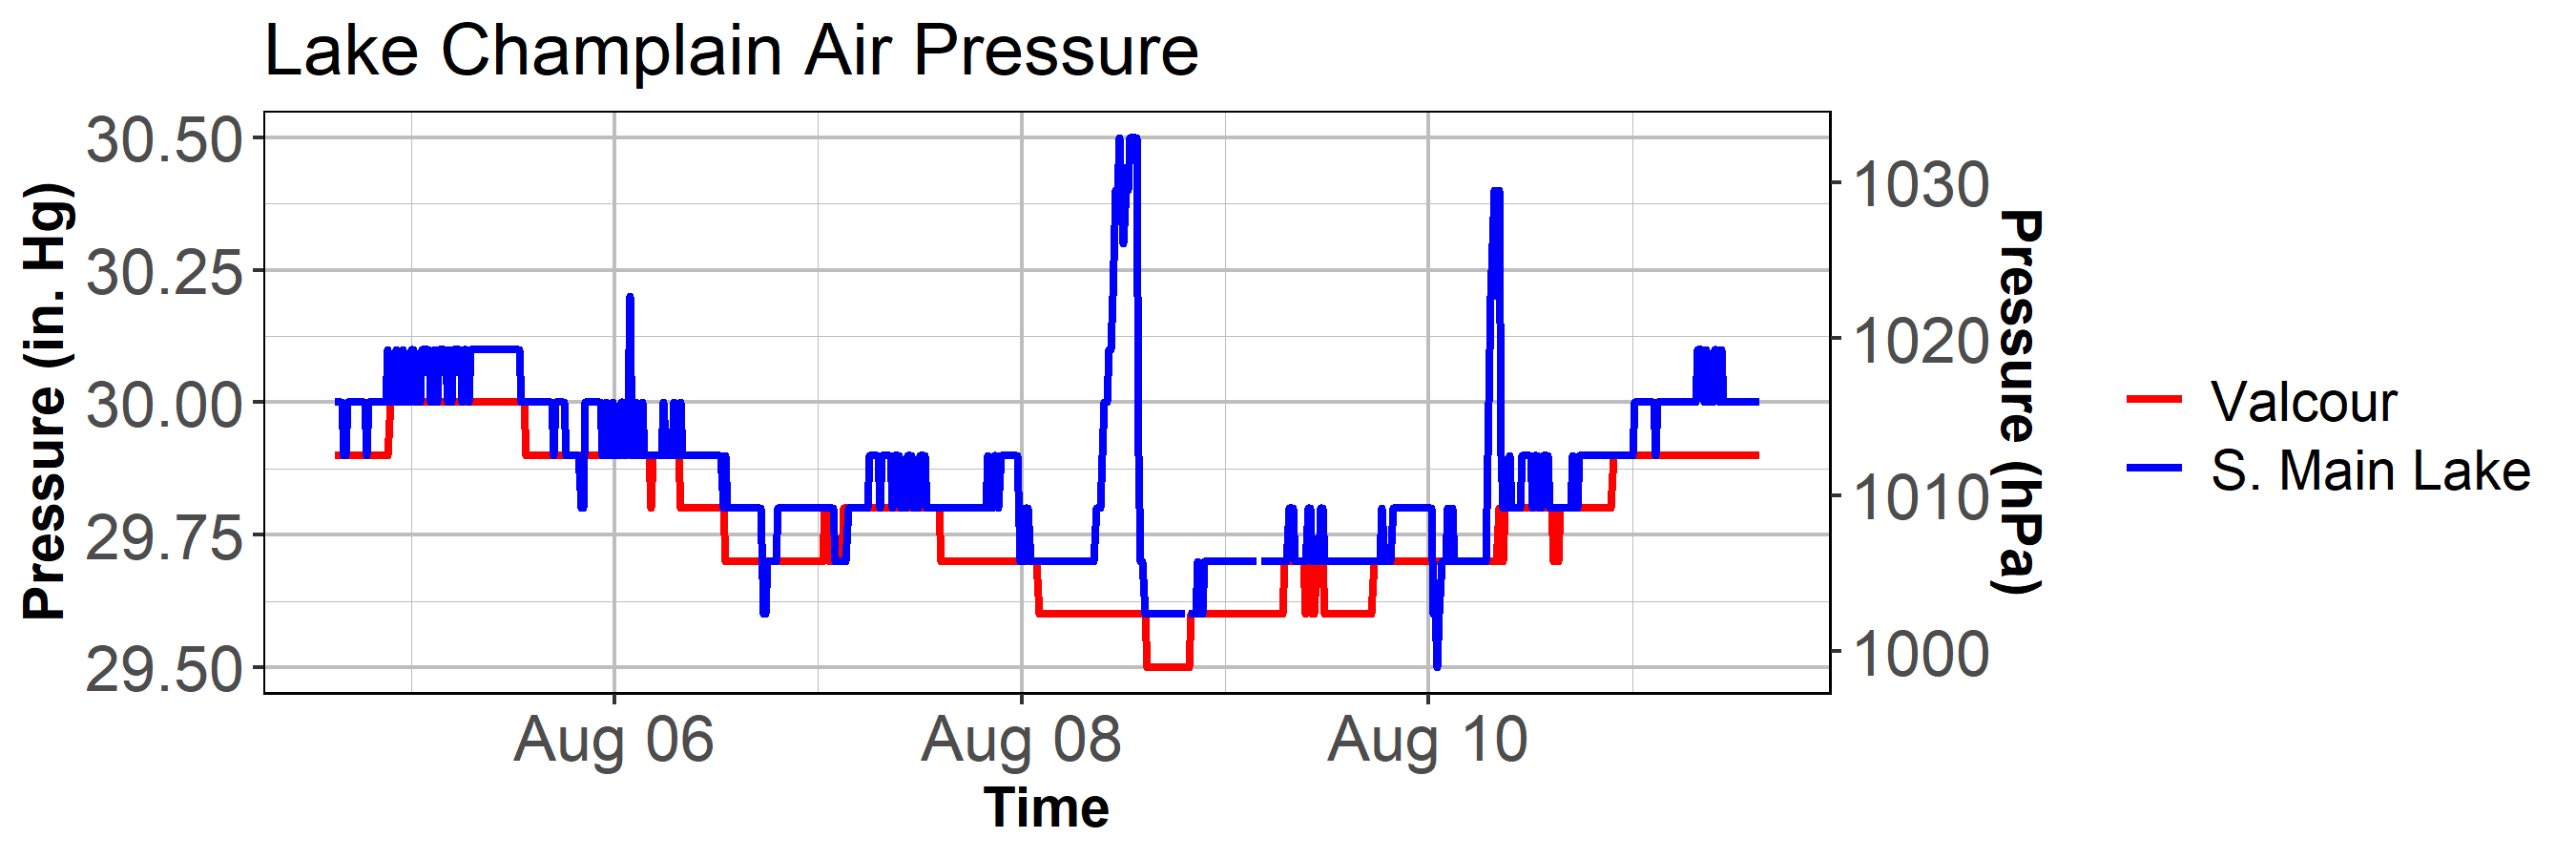 Lake Champlain Air Pressure
Pressure (in. Hg)
30.50
30.25
30.00
29.75
29.50
1030
1020
1010
1000
Pressure (hPa)
Aug 06
Aug 08
Aug 10
Time
Valcour
S. Main Lake